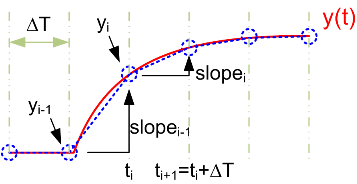 y(t)
ΔT
yᵢ
yᵢ₋₁
slopeᵢ
slopeᵢ₋₁
tᵢ
tᵢ₊₁=tᵢ+ΔT